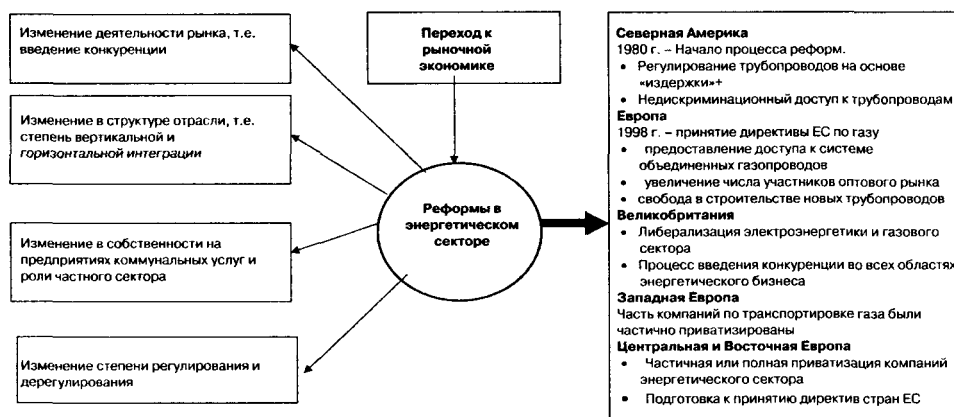 Изменение деятельности рынка, т.е.
введение конкуренции
Изменение в структуре отрасли, т.е.
степень вертикальной и
горизонтальной интеграции
Изменение в собственности на
предприятиях коммунальных услуг и
роли частного сектора
Изменение степени регулирования и
дерегулирования
Переход к
рыночной
экономике
Реформы в
энергетическом
секторе
Северная Америка
1980 г. – Начало процесса реформ.
• Регулирование трубопроводов на основе
«издержки»+
• Недискриминационный доступ к трубопроводам
Европа
1998 г. – принятие директивы ЕС по газу
• предоставление доступа к системе
объединенных газопроводов
• увеличение числа участников оптового рынка
• свобода в строительстве новых трубопроводов
Великобритания
• Либерализация электроэнергетики и газового
сектора
• Процесс введения конкуренции во всех областях
энергетического бизнеса
Западная Европа
Часть компаний по транспортировке газа были
частично приватизированы
Центральная и Восточная Европа
• Частичная или полная приватизация компаний
энергетического сектора
• Подготовка к принятию директив стран ЕС